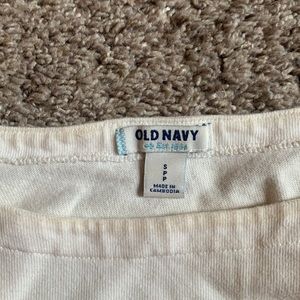 OLD NAVY
Est. 1994
S
P
P
MADE IN
CAMBODIA